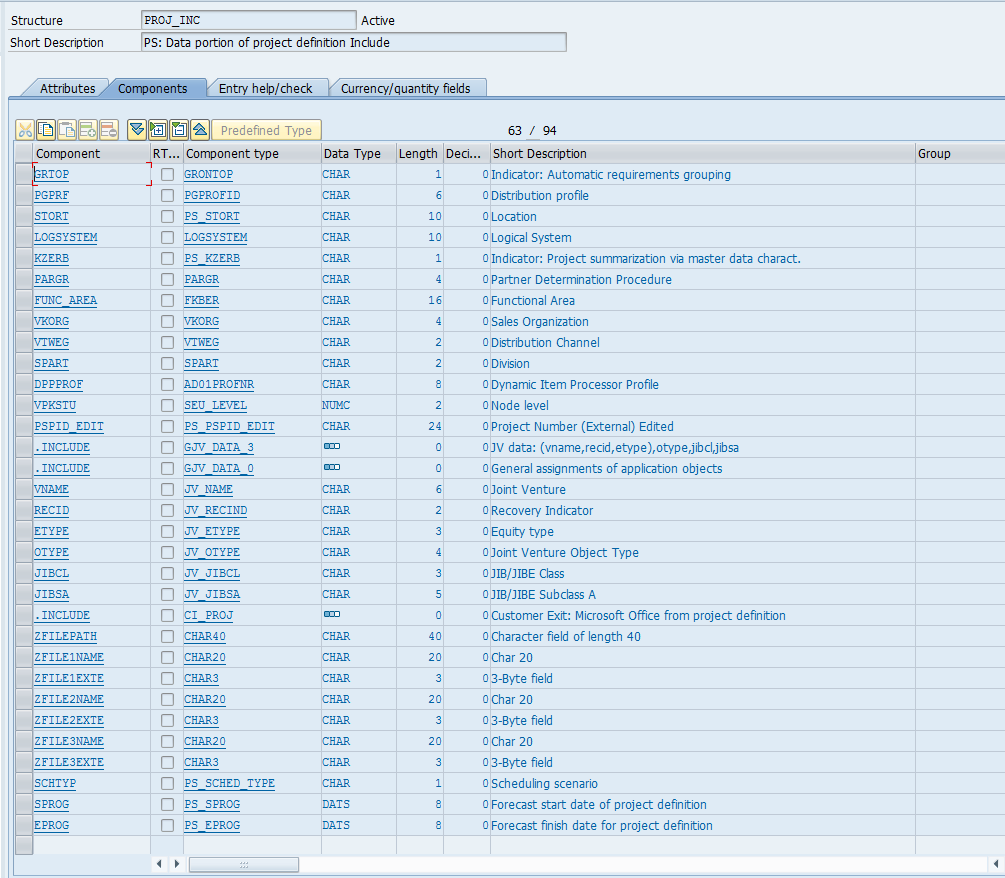 Structure PROJ_INC Active
Short Description PS: Data portion of project definition Include
Attributes Components Entry help/check Currency/quantity fields
Predefined Type 63 / 94
Component RT... Component type Data Type Length Deci... Short Description Group
GRTOP GRONTOP CHAR 1 0 Indicator: Automatic requirements grouping
PGPRF PGPROFID CHAR 6 0 Distribution profile
STORT PS_STORT CHAR 10 0 Location
LOGSYSTEM LOGSYSTEM CHAR 10 0 Logical System
KZERB PS_KZERB CHAR 1 0 Indicator: Project summarization via master data charact.
PARGR PARGR CHAR 4 0 Partner Determination Procedure
FUNC_AREA FKBER CHAR 16 0 Functional Area
VKORG VKORG CHAR 4 0 Sales Organization
VTWEG VTWEG CHAR 2 0 Distribution Channel
SPART SPART CHAR 2 0 Division
DPPPROF AD01PROFNR CHAR 8 0 Dynamic Item Processor Profile
VPKSTU SEU_LEVEL NUMC 2 0 Node level
PSPID_EDIT PS_PSPID_EDIT CHAR 24 0 Project Number (External) Edited
.INCLUDE GJV_DATA_3 0 0 JV data: (vname,recid,etype),otype,jibcl,jibsa
.INCLUDE GJV_DATA_0 0 0 General assignments of application objects
VNAME JV_NAME CHAR 6 0 Joint Venture
RECID JV_RECIND CHAR 2 0 Recovery Indicator
ETYPE JV_ETYPE CHAR 3 0 Equity type
OTYPE JV_OTYPE CHAR 4 0 Joint Venture Object Type
JIBCL JV_JIBCL CHAR 3 0 JIB/JIBE Class
JIBSA JV_JIBSA CHAR 5 0 JIB/JIBE Subclass A
.INCLUDE CI_PROJ 0 0 Customer Exit: Microsoft Office from project definition
ZFILEPATH CHAR40 CHAR 40 0 Character field of length 40
ZFILE1NAME CHAR20 CHAR 20 0 Char 20
ZFILE1EXTE CHAR3 CHAR 3 0 3-Byte field
ZFILE2NAME CHAR20 CHAR 20 0 Char 20
ZFILE2EXTE CHAR3 CHAR 3 0 3-Byte field
ZFILE3NAME CHAR20 CHAR 20 0 Char 20
ZFILE3EXTE CHAR3 CHAR 3 0 3-Byte field
SCHTYP PS_SCHED_TYPE CHAR 1 0 Scheduling scenario
SPROG PS_SPROG DATS 8 0 Forecast start date of project definition
EPROG PS_EPROG DATS 8 0 Forecast finish date for project definition